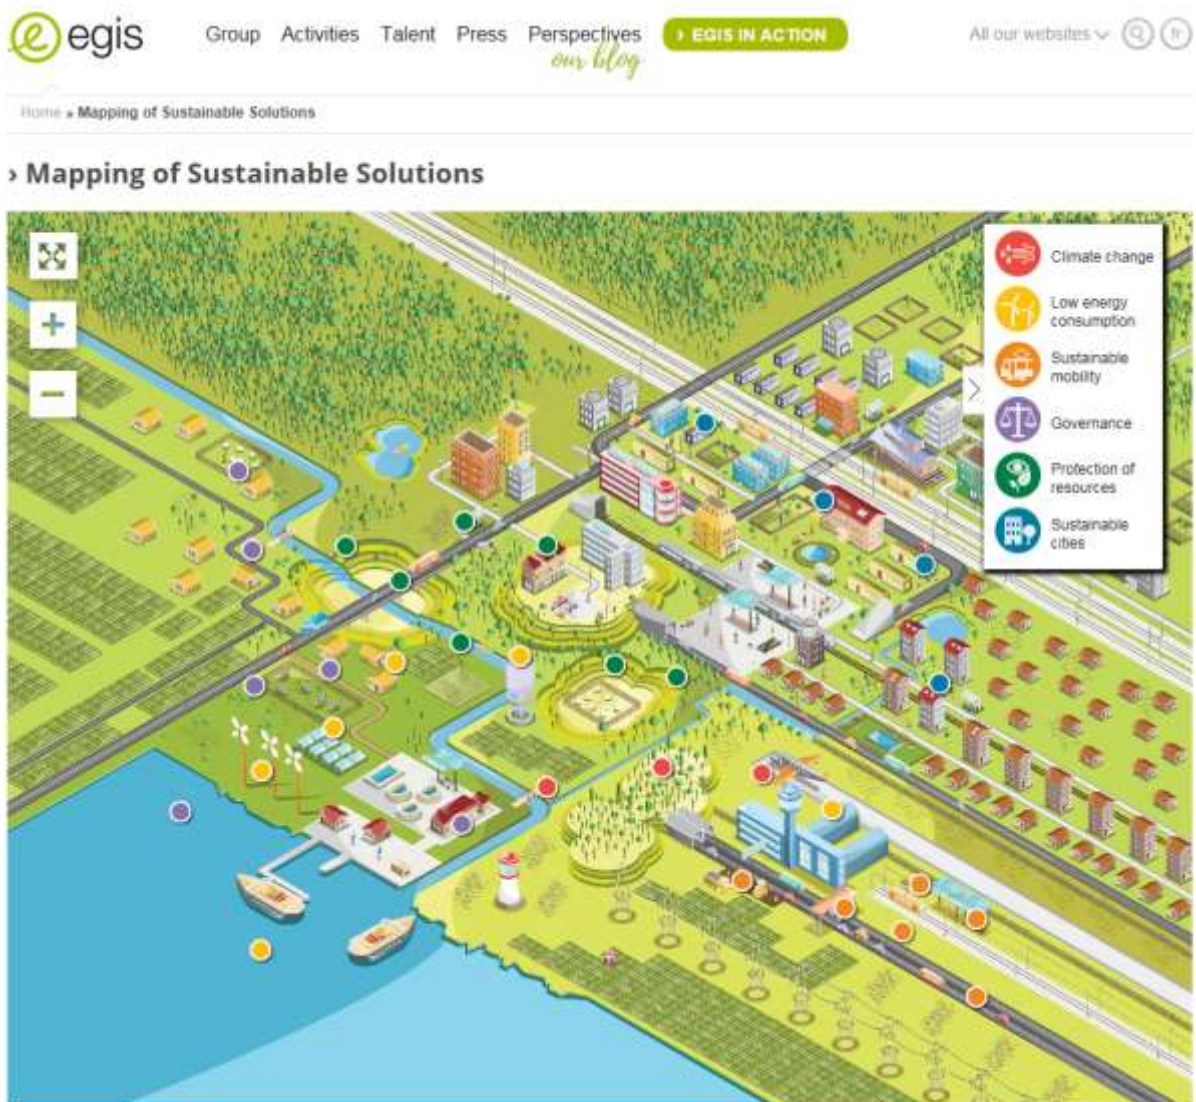 egis
Group Activities Talent Press Perspectives › EGIS IN ACTION All our websites fr
our blog
Home » Mapping of Sustainable Solutions
› Mapping of Sustainable Solutions
Climate change
Low energy
consumption
Sustainable
mobility
Governance
Protection of
resources
Sustainable
cities